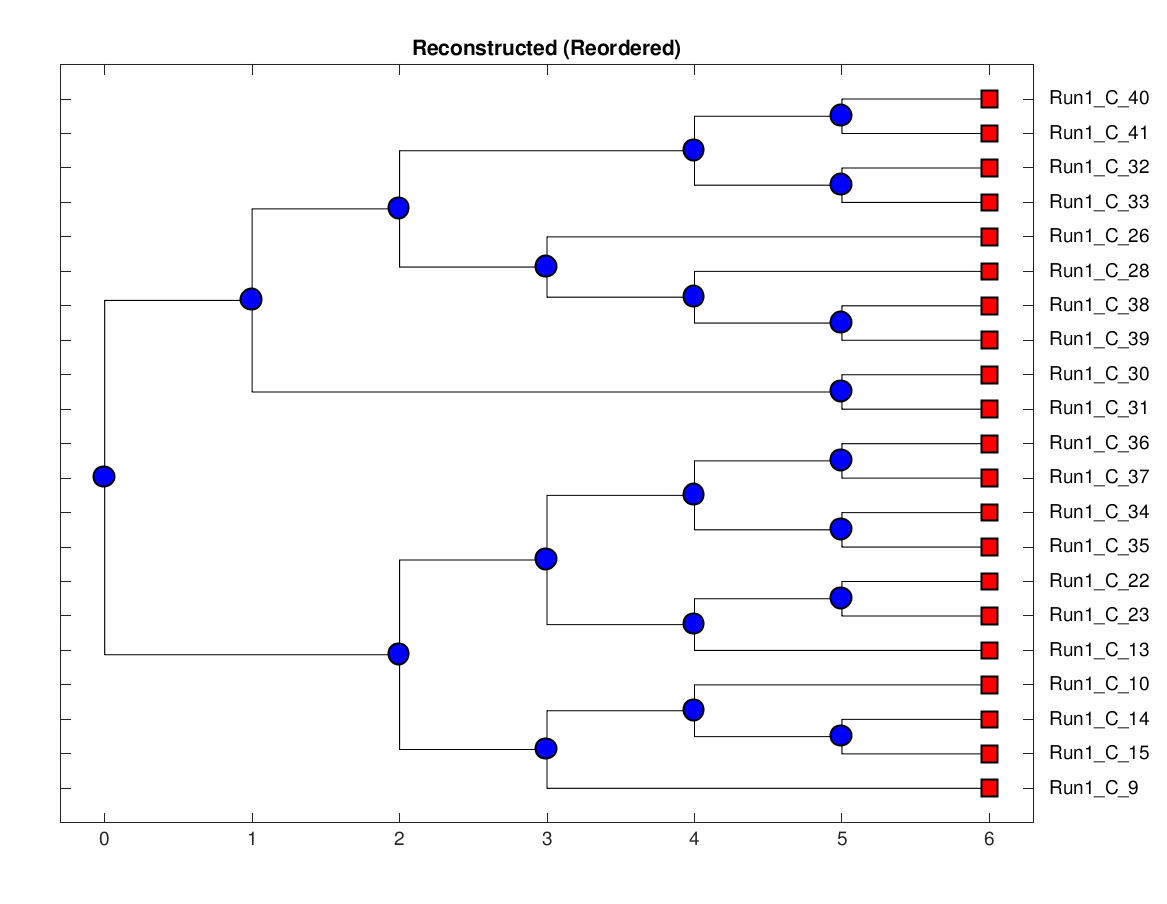 Reconstructed (Reordered)
Run1_C_40
Run1_C_41
Run1_C_32
Run1_C_33
Run1_C_26
Run1_C_28
Run1_C_38
Run1_C_39
Run1_C_30
Run1_C_31
Run1_C_36
Run1_C_37
Run1_C_34
Run1_C_35
Run1_C_22
Run1_C_23
Run1_C_13
Run1_C_10
Run1_C_14
Run1_C_15
Run1_C_9
0 1 2 3 4 5 6